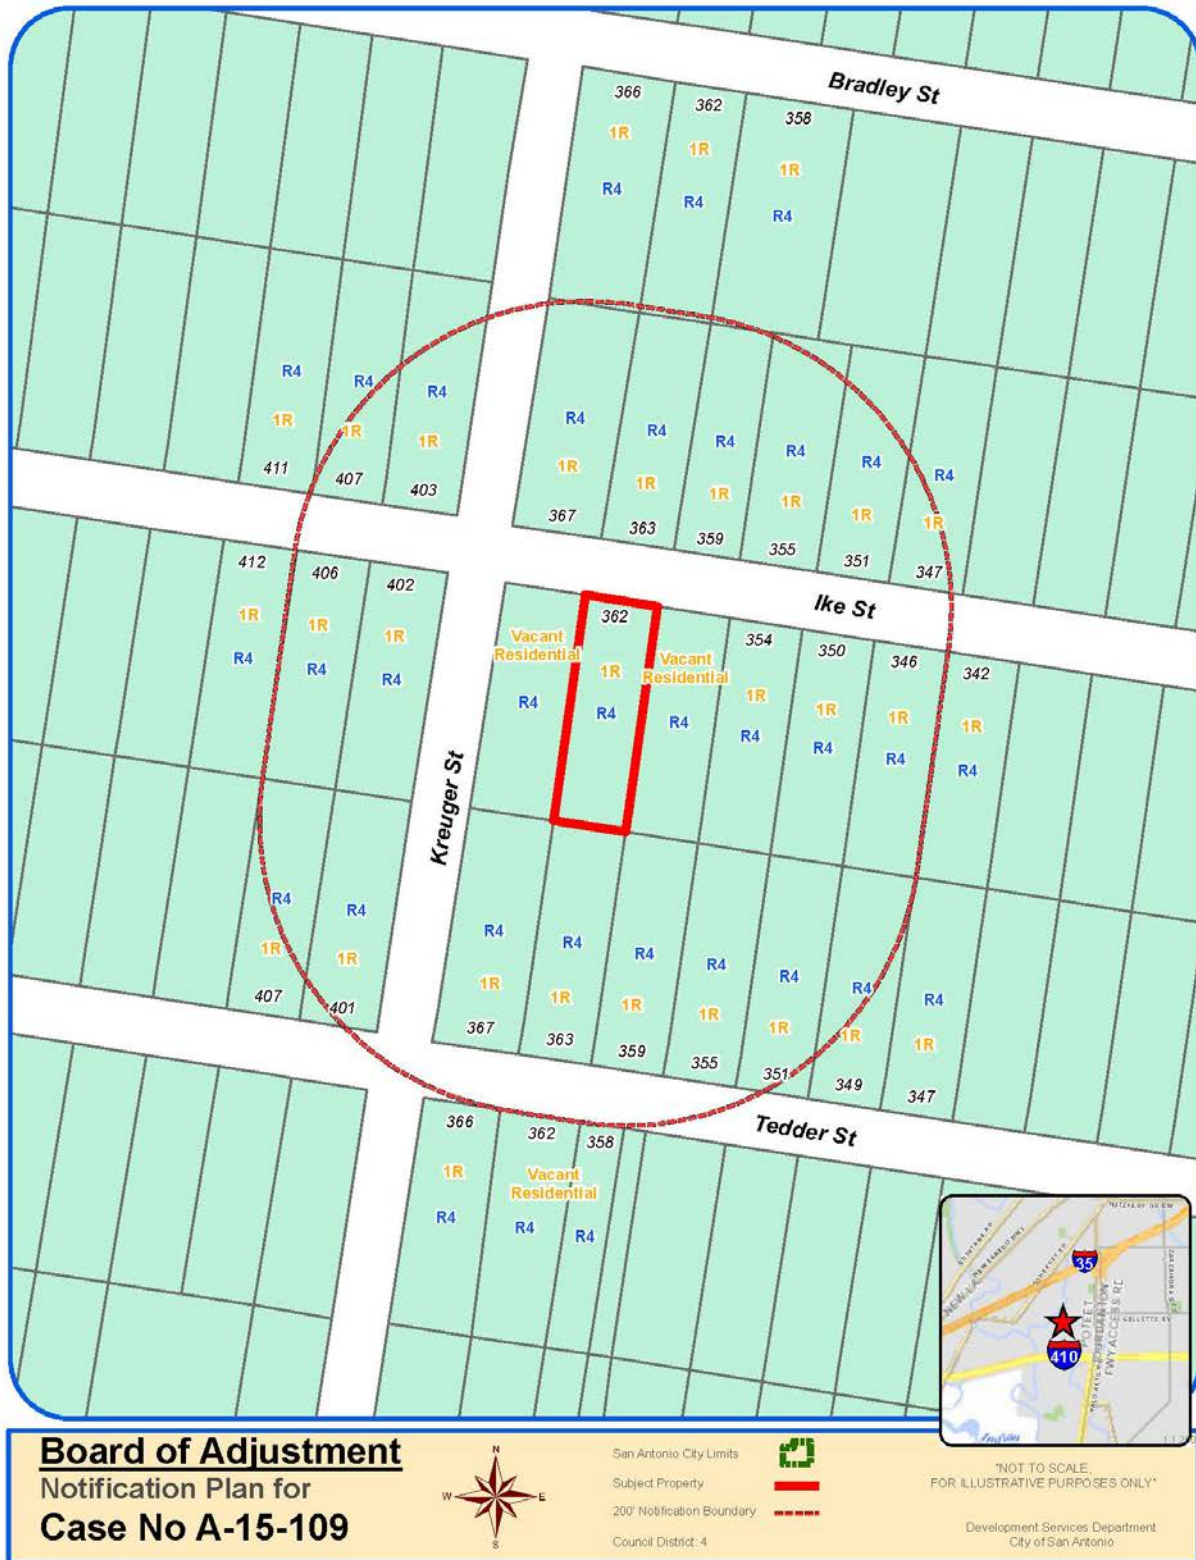 Bradley St
366
362
358
1R
1R
1R
R4
R4
R4
R4
R4
R4
1R
1R
1R
411
407
403
R4
R4
R4
R4
R4
R4
1R
1R
1R
1R
1R
1R
367
363
359
355
351
347
Ike St
412
406
402
1R
1R
1R
R4
R4
R4
Vacant
Residential
R4
362
1R
R4
Vacant
Residential
R4
354
350
346
342
1R
1R
1R
1R
R4
R4
R4
R4
Kreuger St
R4
R4
1R
1R
407
401
R4
R4
R4
R4
R4
R4
R4
1R
1R
1R
1R
1R
1R
1R
367
363
359
355
351
349
347
Tedder St
366
362
358
1R
Vacant
Residential
R4
R4
R4
35
GILLETTE
POTEET
JOURDANTON
FWY ACCESS RD
410
Board of Adjustment
Notification Plan for
Case No A-15-109
N
W
E
S
San Antonio City Limits
Subject Property
200' Notification Boundary
Council District: 4
"NOT TO SCALE,
FOR ILLUSTRATIVE PURPOSES ONLY"
Development Services Department
City of San Antonio